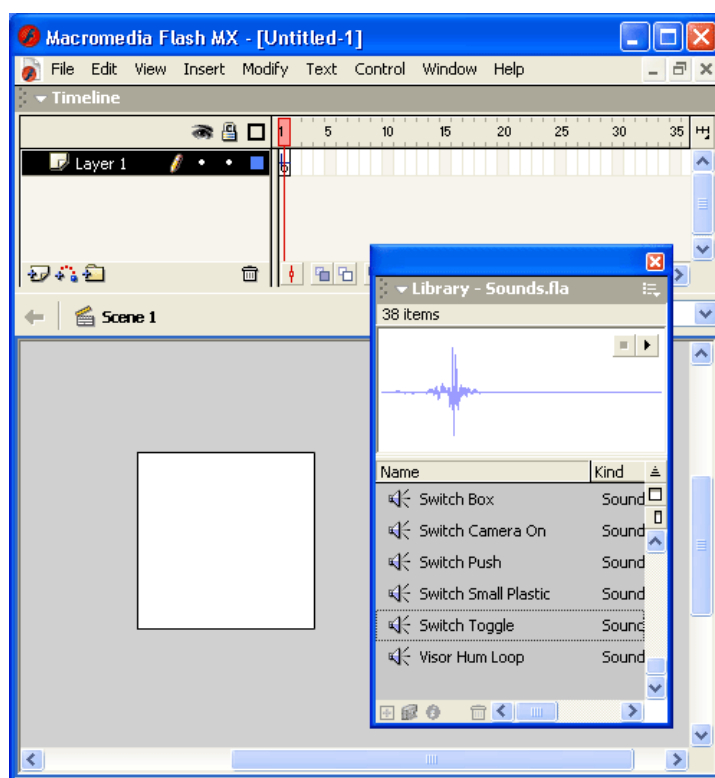 Macromedia Flash MX - [Untitled-1]
File Edit View Insert Modify Text Control Window Help
Timeline
1 5 10 15 20 25 30 35
Layer 1
Scene 1
Library - Sounds.fla
38 items
Name Kind
Switch Box Sound
Switch Camera On Sound
Switch Push Sound
Switch Small Plastic Sound
Switch Toggle Sound
Visor Hum Loop Sound